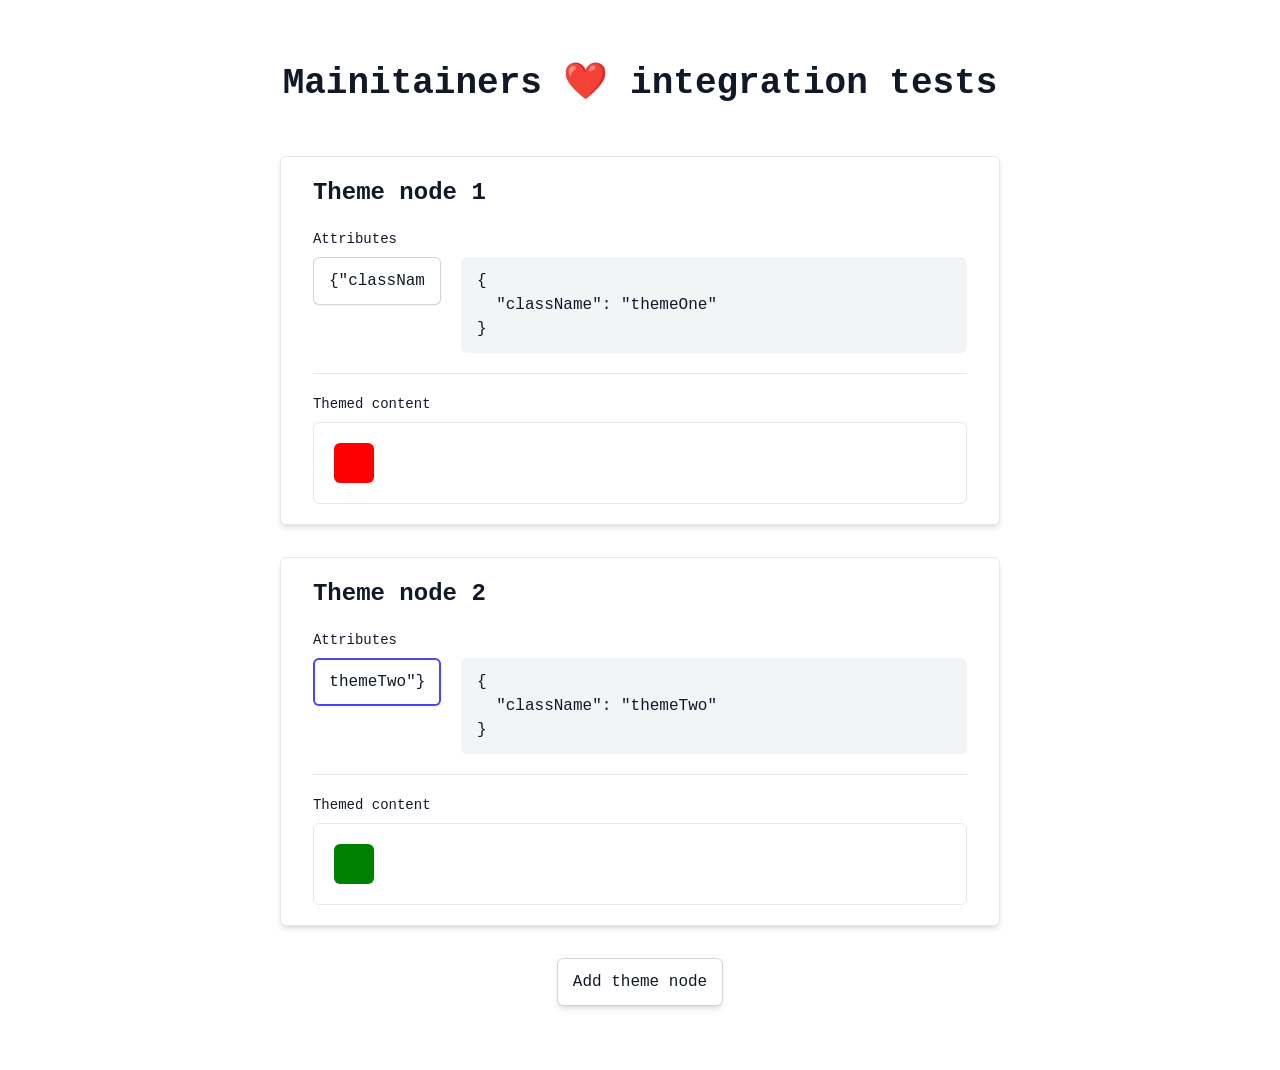 Mainitainers ❤️ integration tests
Theme node 1
Attributes
{"classNam
{
  "className": "themeOne"
}
Themed content
Theme node 2
Attributes
themeTwo"}
{
  "className": "themeTwo"
}
Themed content
Add theme node